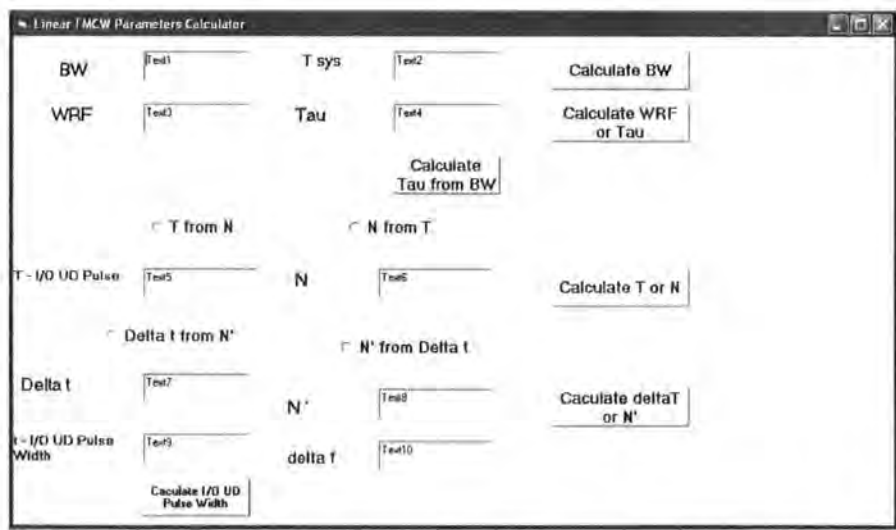 Linear FMCW Parameters Calculator
BW Text1 T sys Text2 Calculate BW
WRF Text3 Tau Text4 Calculate WRF
or Tau
Calculate
Tau from BW
T from N N from T
T - I/O UD Pulse Text5 N Text6 Calculate T or N
Delta t from N' N' from Delta t
Delta t Text7 N' Text8 Caculate deltaT
or N'
t - I/O UD Pulse
Width Text9 delta f Text10
Caculate I/O UD
Pulse Width